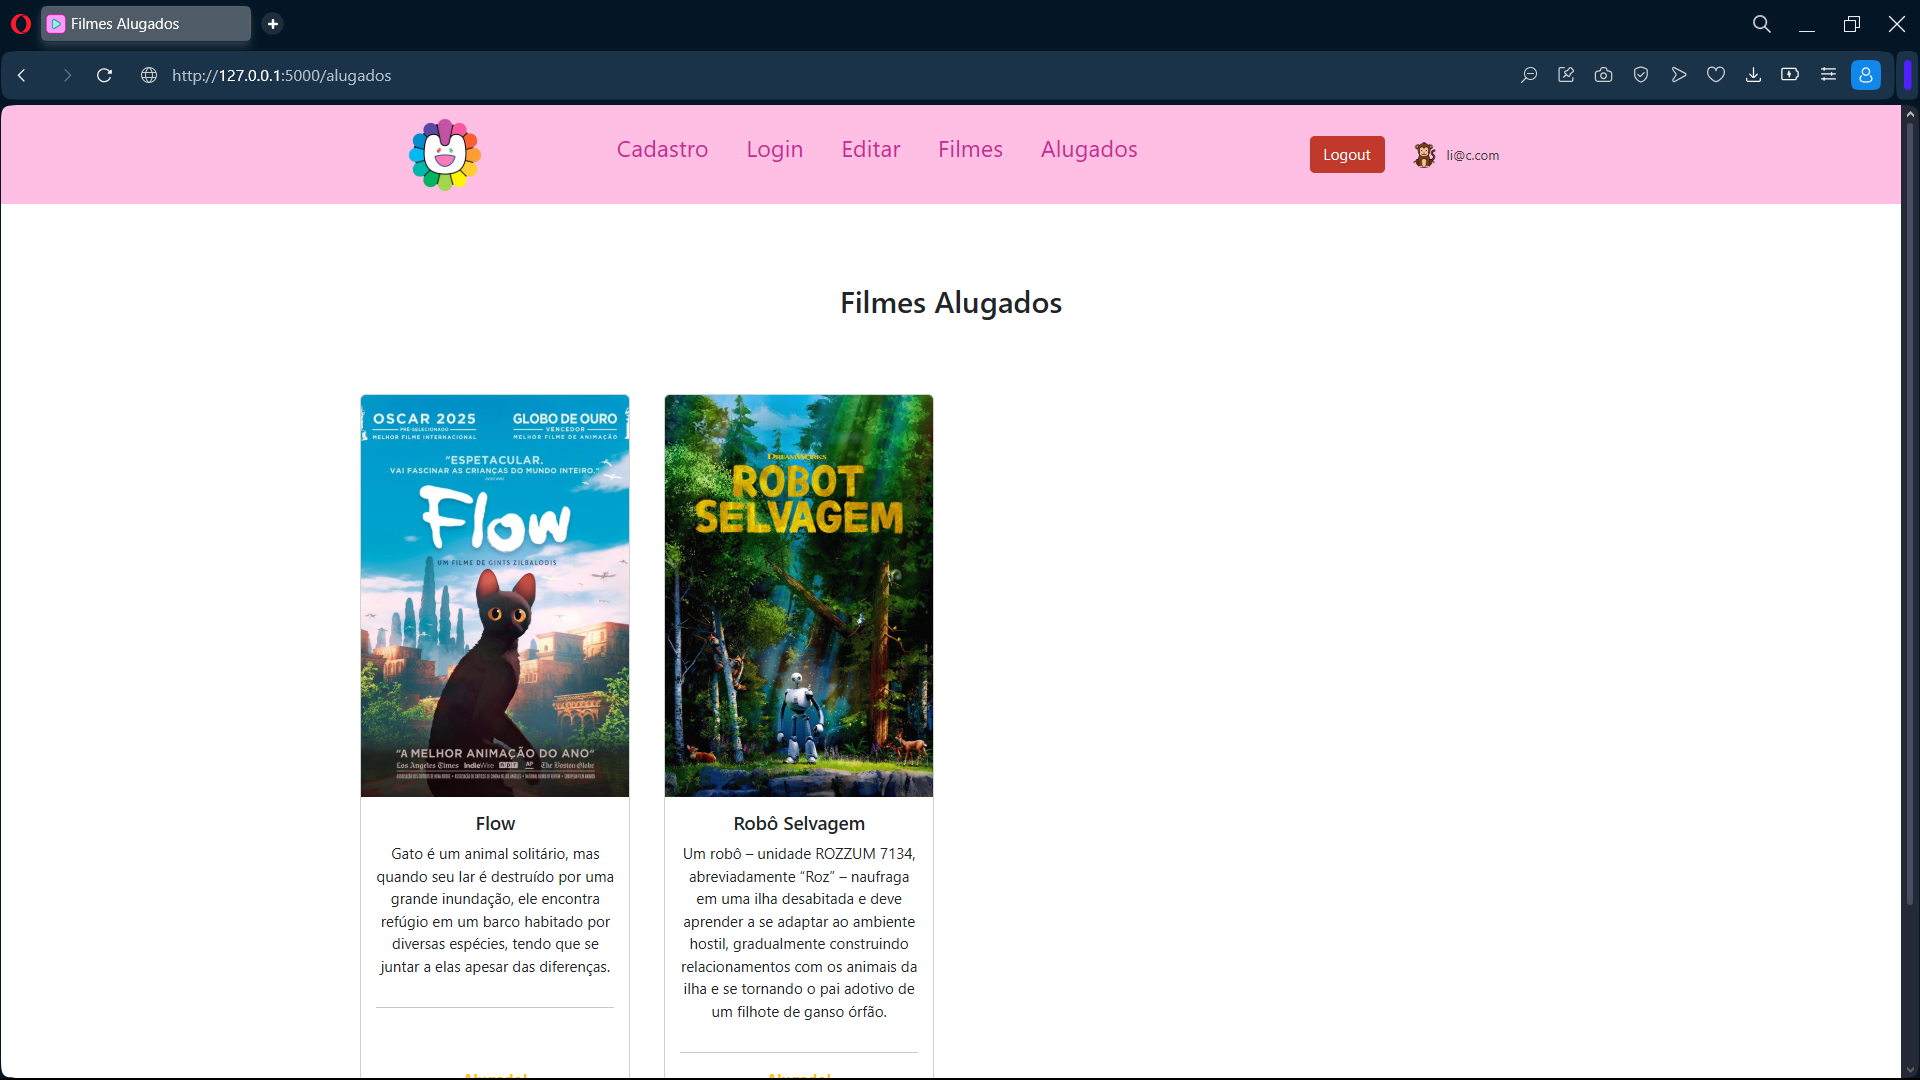 Filmes Alugados
http://127.0.0.1:5000/alugados
Cadastro Login Editar Filmes Alugados
Logout
li@c.com
Filmes Alugados
OSCAR 2025
PRÉ-SELECIONADO
MELHOR FILME INTERNACIONAL
GLOBO DE OURO
VENCEDOR
MELHOR FILME DE ANIMAÇÃO
"ESPETACULAR.
VAI FASCINAR AS CRIANÇAS DO MUNDO INTEIRO."
Flow
UM FILME DE GINTS ZILBALODIS
"A MELHOR ANIMAÇÃO DO ANO"
Los Angeles Times IndieWire npr AP The Boston Globe
Flow
Gato é um animal solitário, mas
quando seu lar é destruído por uma
grande inundação, ele encontra
refúgio em um barco habitado por
diversas espécies, tendo que se
juntar a elas apesar das diferenças.
DREAMWORKS
ROBOT
SELVAGEM
Robô Selvagem
Um robô – unidade ROZZUM 7134,
abreviadamente “Roz” – naufraga
em uma ilha desabitada e deve
aprender a se adaptar ao ambiente
hostil, gradualmente construindo
relacionamentos com os animais da
ilha e se tornando o pai adotivo de
um filhote de ganso órfão.